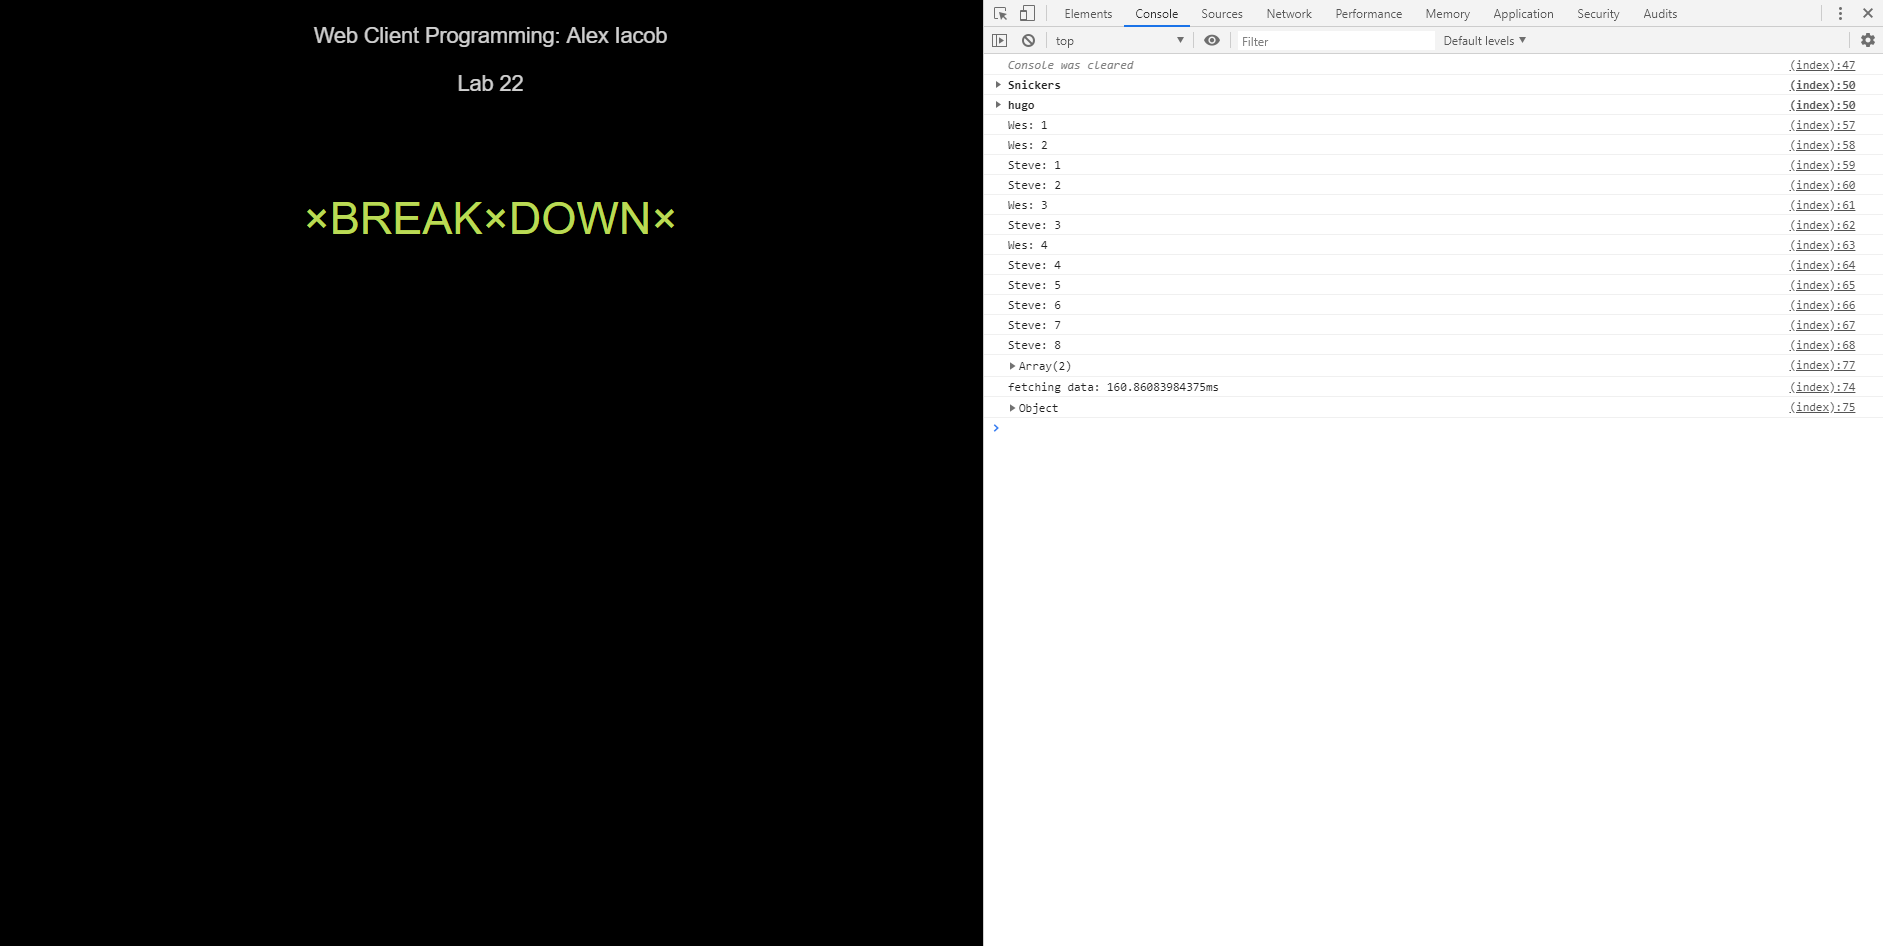 Web Client Programming: Alex Iacob
Lab 22
×BREAK×DOWN×
Elements Console Sources Network Performance Memory Application Security Audits
top Filter Default levels
Console was cleared (index):47
Snickers (index):50
hugo (index):50
Wes: 1 (index):57
Wes: 2 (index):58
Steve: 1 (index):59
Steve: 2 (index):60
Wes: 3 (index):61
Steve: 3 (index):62
Wes: 4 (index):63
Steve: 4 (index):64
Steve: 5 (index):65
Steve: 6 (index):66
Steve: 7 (index):67
Steve: 8 (index):68
Array(2) (index):77
fetching data: 160.86083984375ms (index):74
Object (index):75